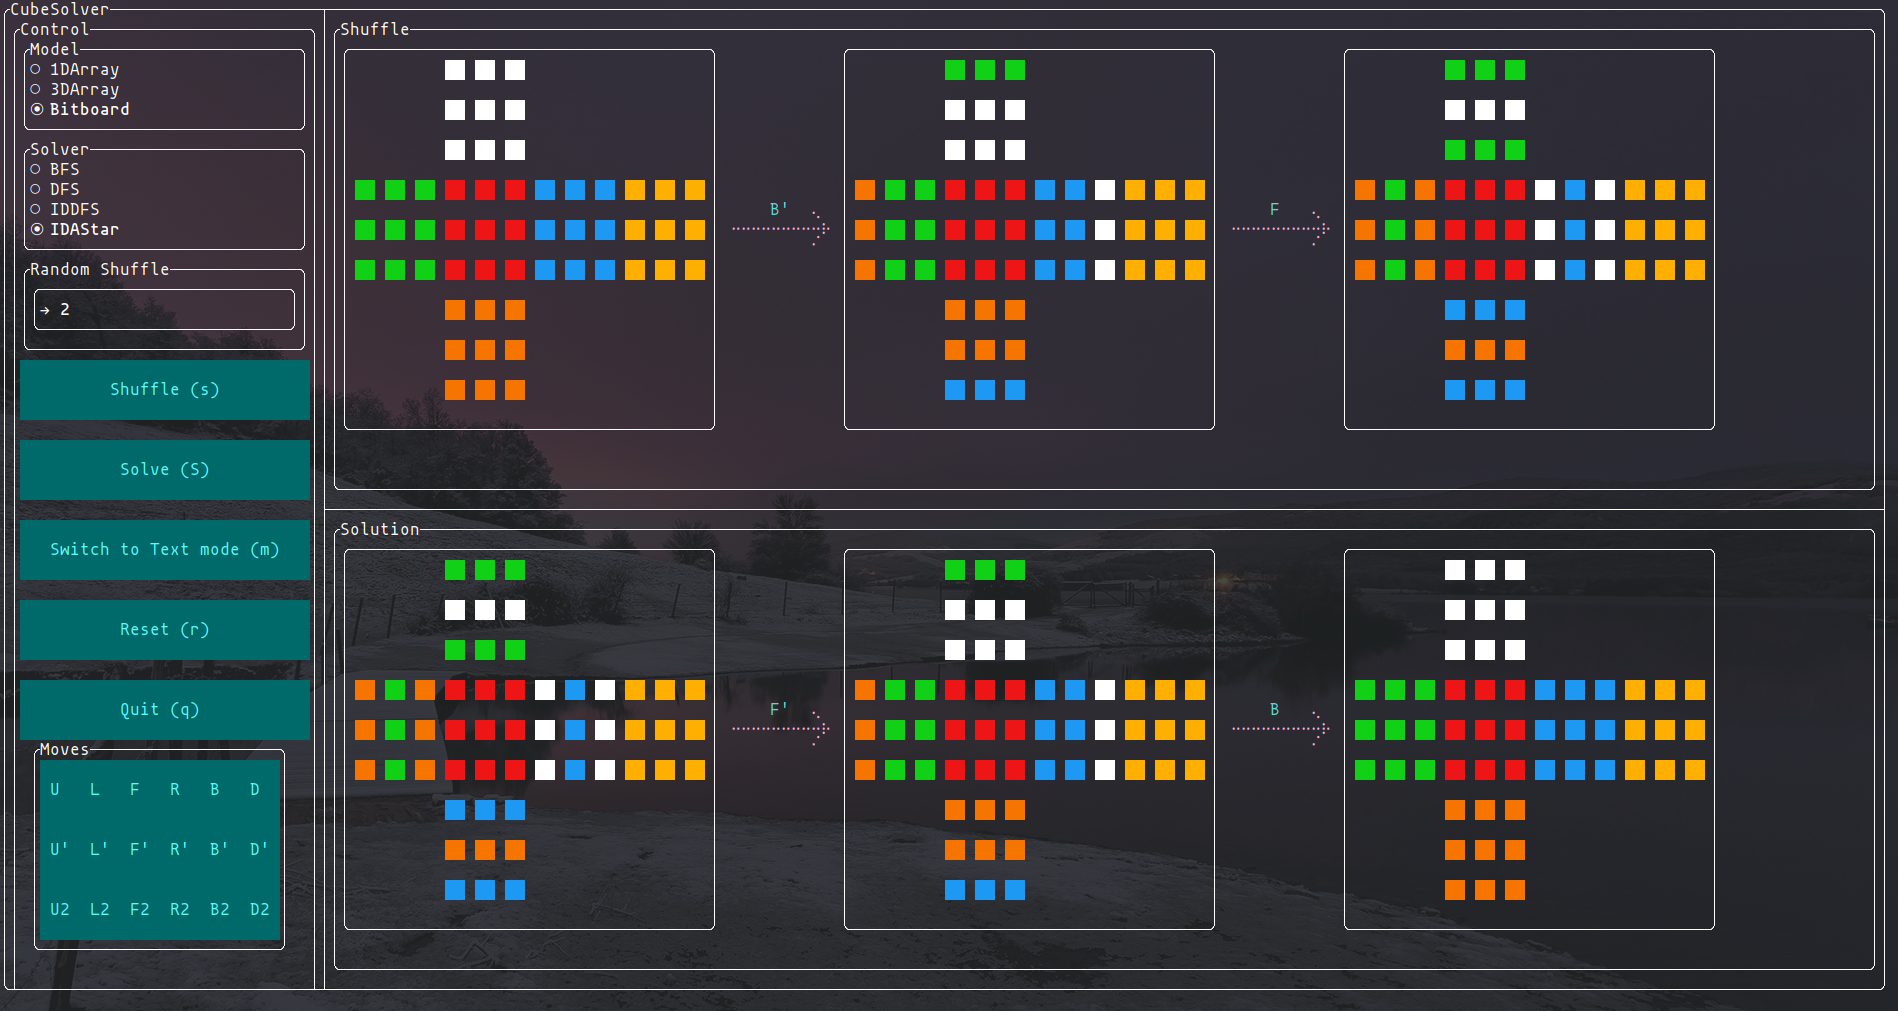 CubeSolver
Control
Model
1DArray
3DArray
Bitboard
Solver
BFS
DFS
IDDFS
IDAStar
Random Shuffle
→ 2
Shuffle (s)
Solve (S)
Switch to Text mode (m)
Reset (r)
Quit (q)
Moves
U L F R B D
U' L' F' R' B' D'
U2 L2 F2 R2 B2 D2
Shuffle
B' F
Solution
F' B